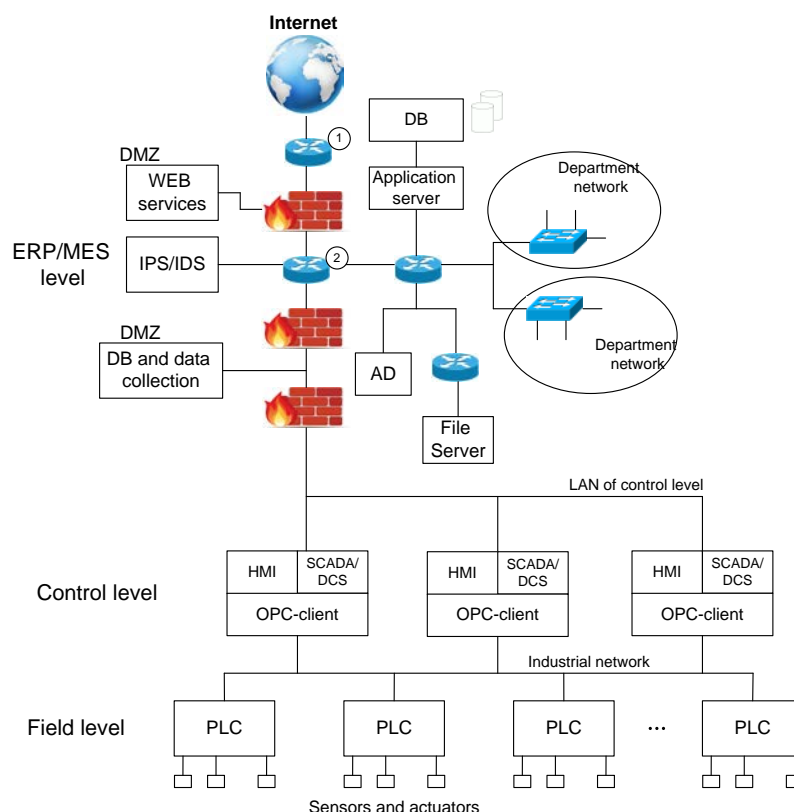 Internet
1
DB
DMZ
WEB
services
Application
server
Department
network
ERP/MES
level
IPS/IDS
2
DMZ
DB and data
collection
AD
Department
network
File
Server
LAN of control level
Control level
HMI
SCADA/
DCS
OPC-client
HMI
SCADA/
DCS
OPC-client
HMI
SCADA/
DCS
OPC-client
Industrial network
Field level
PLC
PLC
PLC
...
PLC
Sensors and actuators